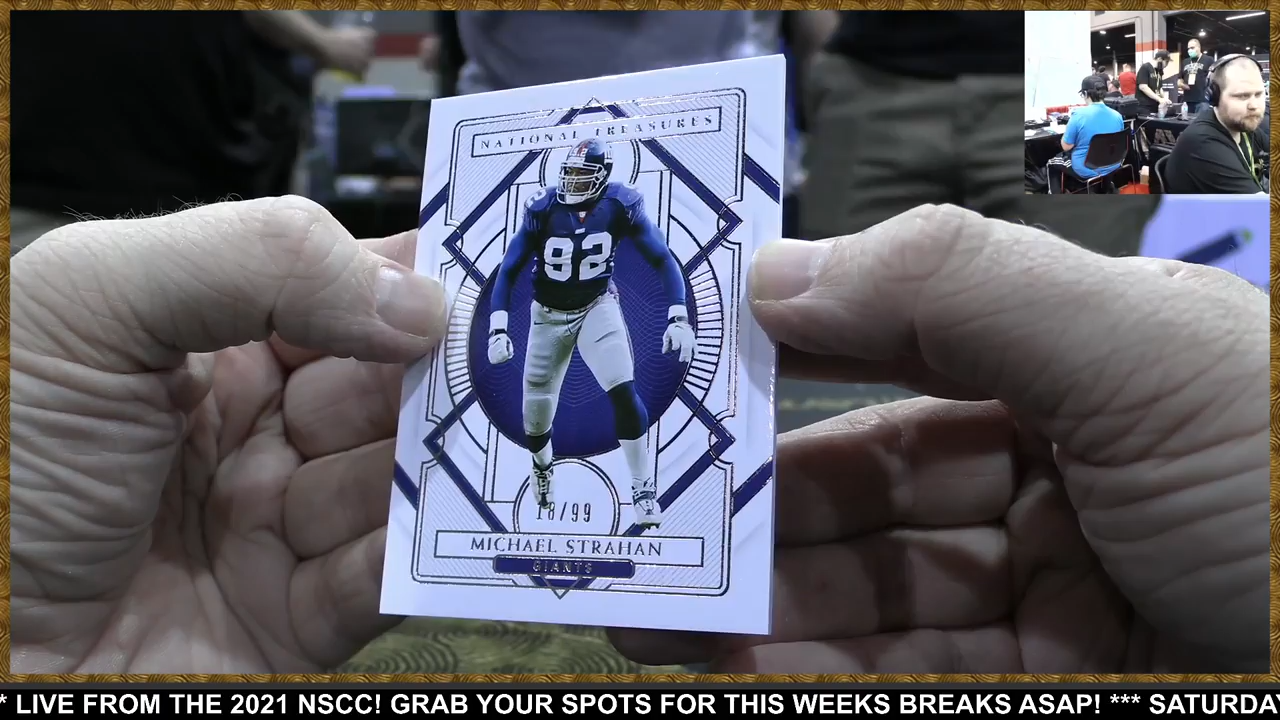 NATIONAL TREASURES
92
18/99
MICHAEL STRAHAN
GIANTS
* LIVE FROM THE 2021 NSCC! GRAB YOUR SPOTS FOR THIS WEEKS BREAKS ASAP! *** SATURDA